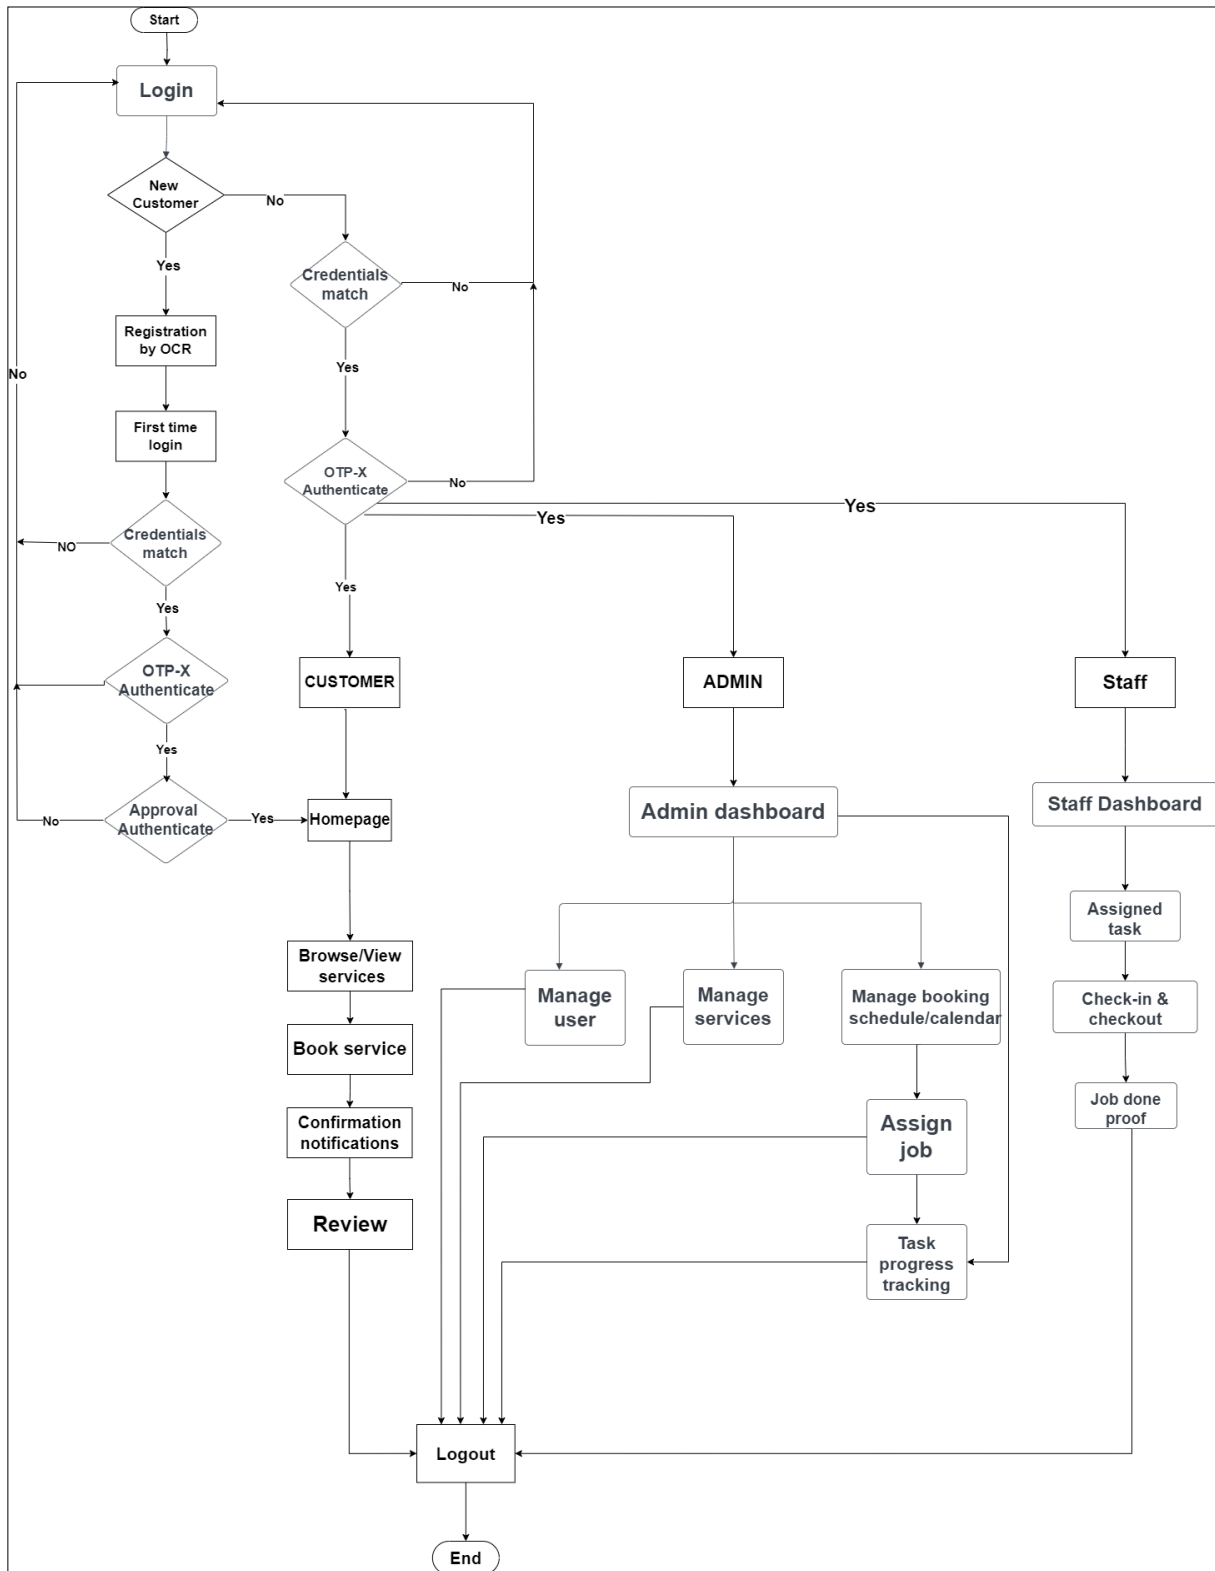 Start
Login
New
Customer
No
Yes
Credentials
match
No
Registration
by OCR
Yes
No
First time
login
OTP-X
Authenticate
No
Yes
Yes
Credentials
match
NO
Yes
Yes
OTP-X
Authenticate
CUSTOMER
ADMIN
Staff
Yes
Approval
Authenticate
No
Yes
Homepage
Admin dashboard
Staff Dashboard
Assigned
task
Browse/View
services
Manage
user
Manage
services
Manage booking
schedule/calendar
Check-in &
checkout
Book service
Job done
proof
Confirmation
notifications
Assign
job
Review
Task
progress
tracking
Logout
End